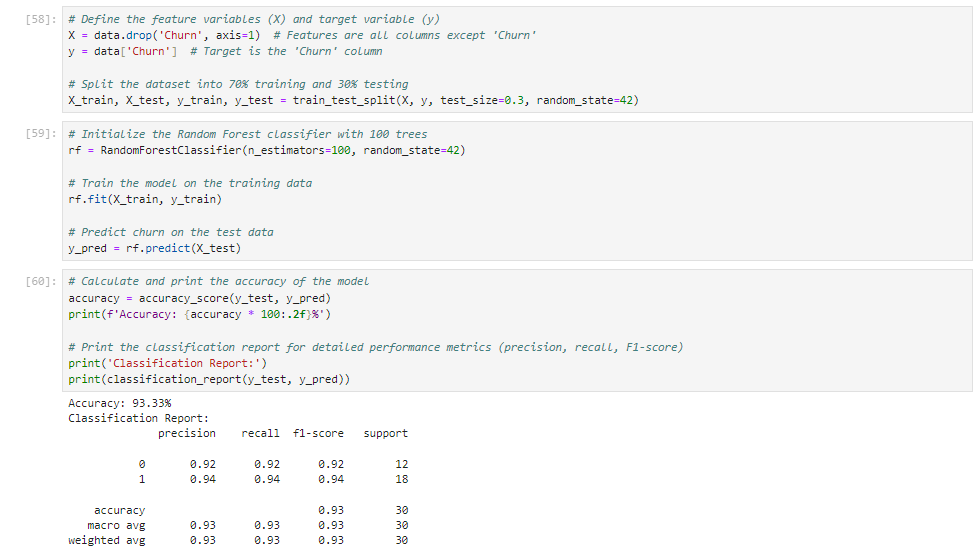 [58]: # Define the feature variables (X) and target variable (y)
X = data.drop('Churn', axis=1)  # Features are all columns except 'Churn'
y = data['Churn']  # Target is the 'Churn' column

# Split the dataset into 70% training and 30% testing
X_train, X_test, y_train, y_test = train_test_split(X, y, test_size=0.3, random_state=42)

[59]: # Initialize the Random Forest classifier with 100 trees
rf = RandomForestClassifier(n_estimators=100, random_state=42)

# Train the model on the training data
rf.fit(X_train, y_train)

# Predict churn on the test data
y_pred = rf.predict(X_test)

[60]: # Calculate and print the accuracy of the model
accuracy = accuracy_score(y_test, y_pred)
print(f'Accuracy: {accuracy * 100:.2f}%')

# Print the classification report for detailed performance metrics (precision, recall, F1-score)
print('Classification Report:')
print(classification_report(y_test, y_pred))

Accuracy: 93.33%
Classification Report:
              precision    recall  f1-score   support

           0       0.92      0.92      0.92        12
           1       0.94      0.94      0.94        18

    accuracy                           0.93        30
   macro avg       0.93      0.93      0.93        30
weighted avg       0.93      0.93      0.93        30